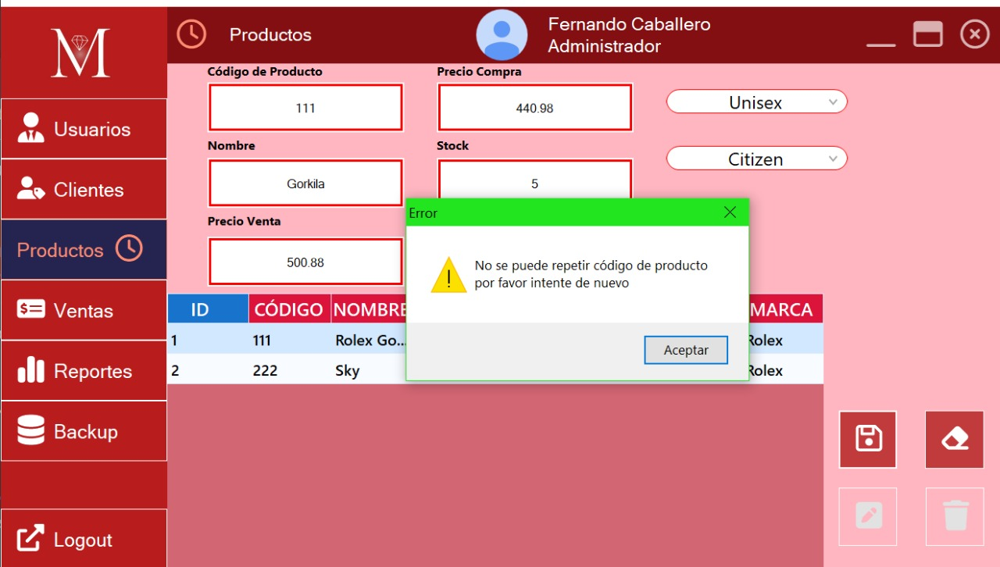 M
Productos
Fernando Caballero
Administrador
Usuarios
Clientes
Productos
Ventas
Reportes
Backup
Logout
Código de Producto
111
Precio Compra
440.98
Unisex
Nombre
Gorkila
Stock
5
Citizen
Precio Venta
500.88
Error
No se puede repetir código de producto
por favor intente de nuevo
Aceptar
ID CÓDIGO NOMBRE MARCA
1 111 Rolex Go... Rolex
2 222 Sky Rolex